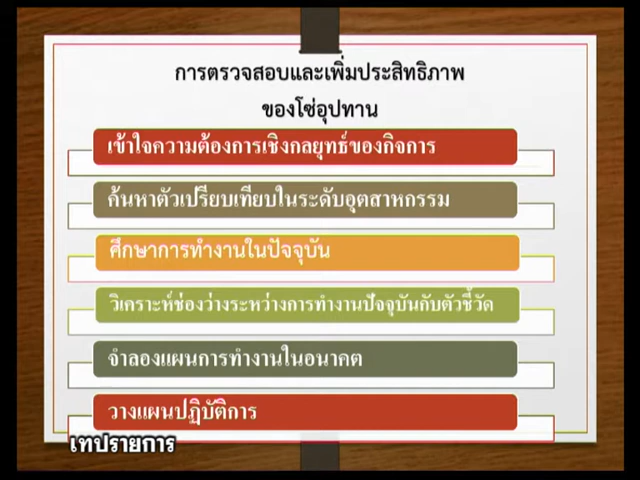 การตรวจสอบและเพิ่มประสิทธิภาพ
ของโซ่อุปทาน
เข้าใจความต้องการเชิงกลยุทธ์ของกิจการ
ค้นหาตัวเปรียบเทียบในระดับอุตสาหกรรม
ศึกษาการทำงานในปัจจุบัน
วิเคราะห์ช่องว่างระหว่างการทำงานปัจจุบันกับตัวชี้วัด
จำลองแผนการทำงานในอนาคต
วางแผนปฏิบัติการ
เทปรายการ